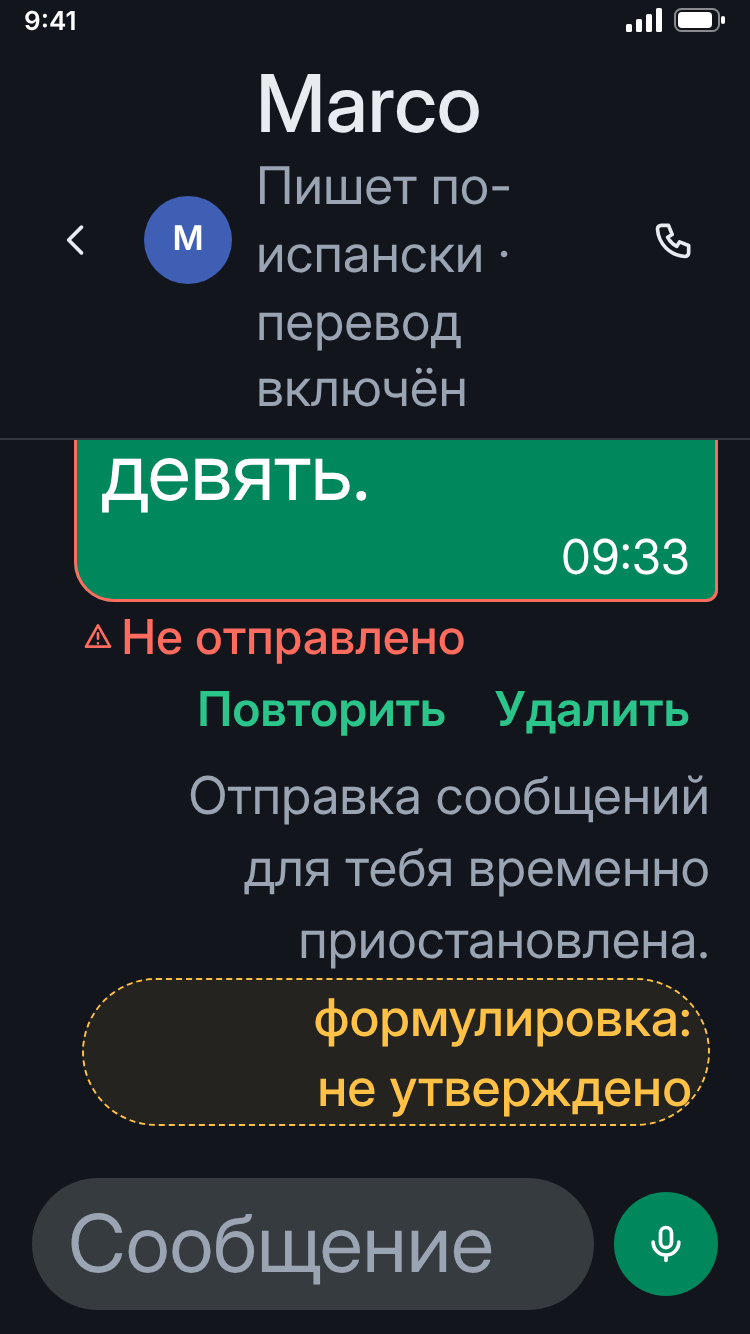 9:41
Marco
Пишет по-
испански ·
перевод
включён
M
девять.
09:33
Не отправлено
Повторить Удалить
Отправка сообщений
для тебя временно
приостановлена.
формулировка:
не утверждено
Сообщение